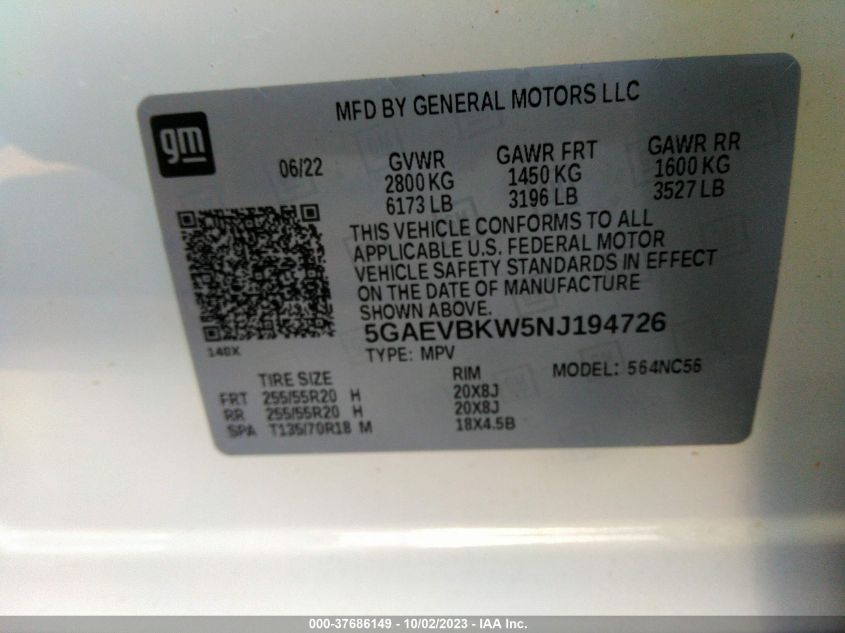 MFD BY GENERAL MOTORS LLC
gm
06/22
GVWR GAWR FRT GAWR RR
2800 KG 1450 KG 1600 KG
6173 LB 3196 LB 3527 LB
THIS VEHICLE CONFORMS TO ALL
APPLICABLE U.S. FEDERAL MOTOR
VEHICLE SAFETY STANDARDS IN EFFECT
ON THE DATE OF MANUFACTURE
SHOWN ABOVE.
5GAEVBKW5NJ194726
140X
TYPE: MPV
MODEL: 564NC56
TIRE SIZE RIM
FRT 255/55R20 H 20X8J
RR 255/55R20 H 20X8J
SPA T135/70R18 M 18X4.5B
000-37686149 - 10/02/2023 - IAA Inc.